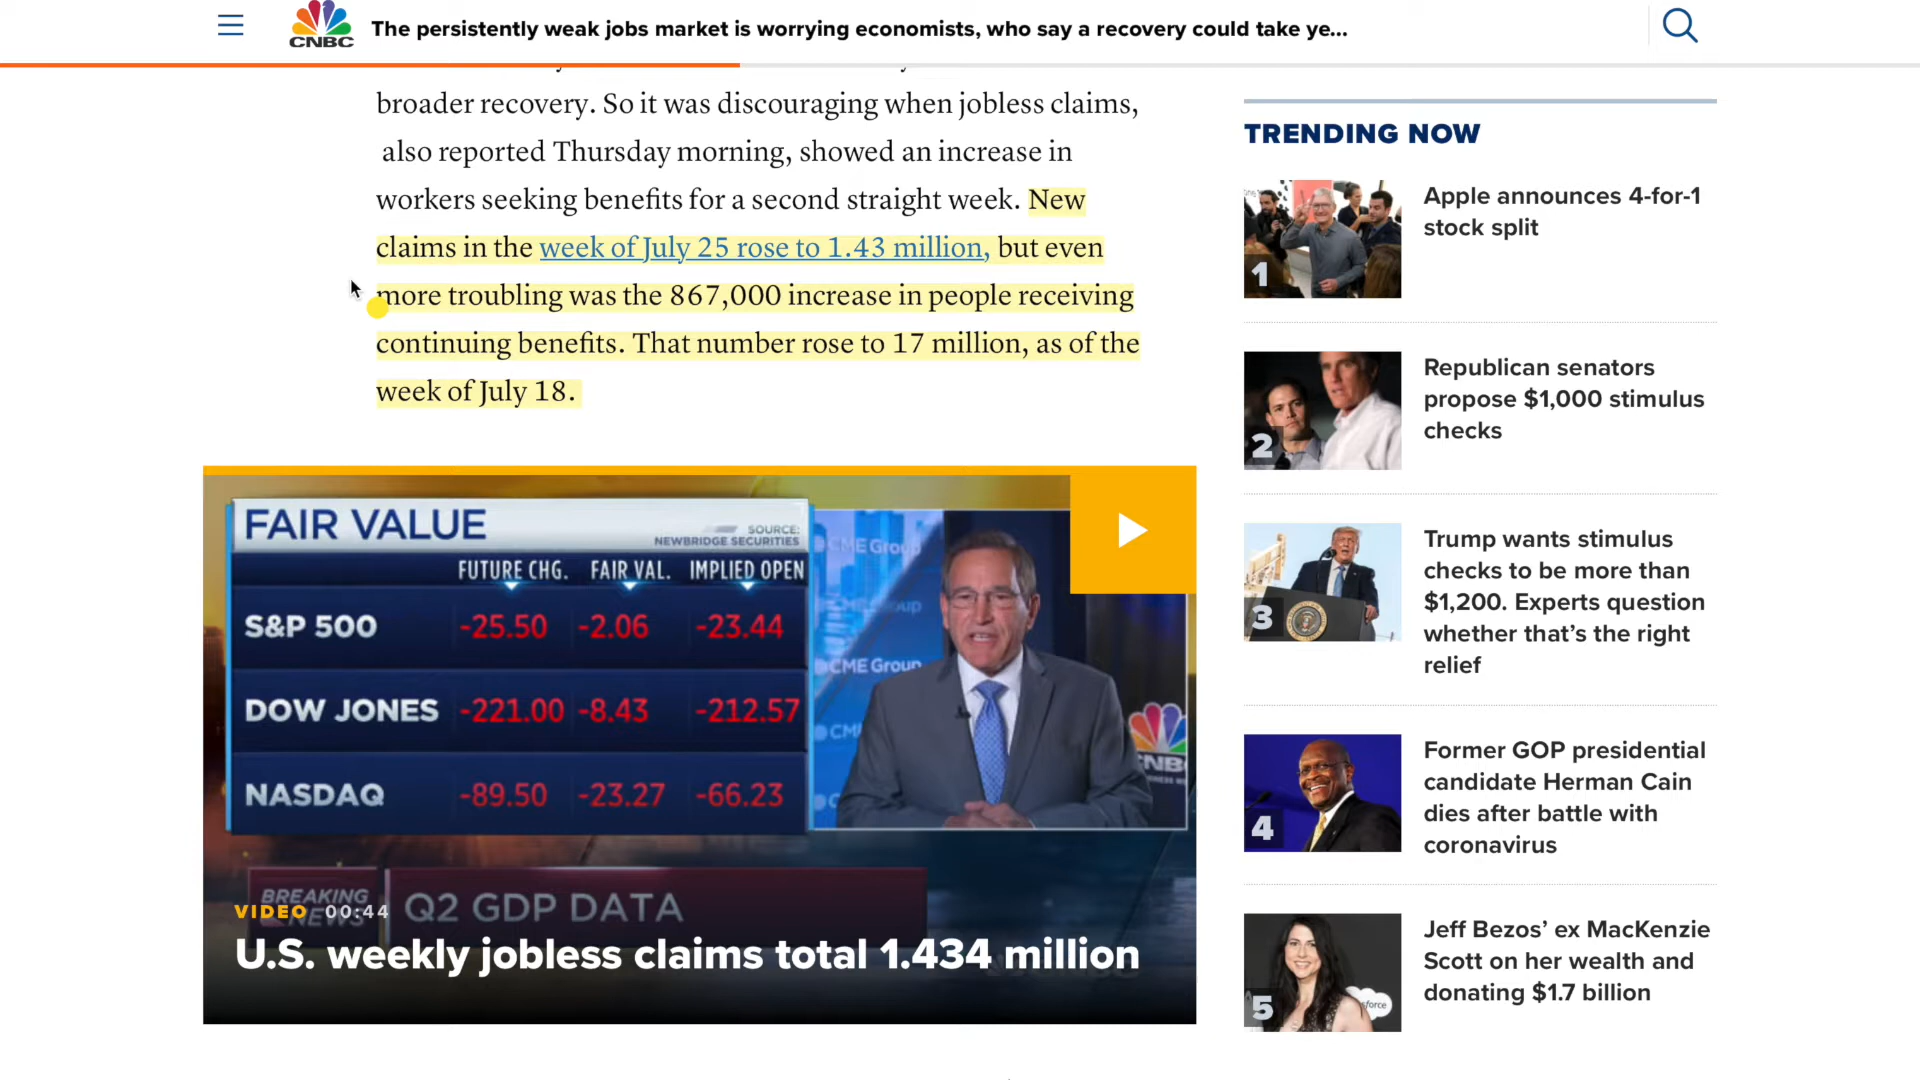 CNBC
The persistently weak jobs market is worrying economists, who say a recovery could take ye...
broader recovery. So it was discouraging when jobless claims,
also reported Thursday morning, showed an increase in
workers seeking benefits for a second straight week. New
claims in the week of July 25 rose to 1.43 million, but even
more troubling was the 867,000 increase in people receiving
continuing benefits. That number rose to 17 million, as of the
week of July 18.
FAIR VALUE
SOURCE:
NEWBRIDGE SECURITIES
FUTURE CHG. FAIR VAL. IMPLIED OPEN
S&P 500 -25.50 -2.06 -23.44
DOW JONES -221.00 -8.43 -212.57
NASDAQ -89.50 -23.27 -66.23
CME Group
CME Group
BREAKING
NEWS
Q2 GDP DATA
VIDEO 00:44
U.S. weekly jobless claims total 1.434 million
TRENDING NOW
1
Apple announces 4-for-1
stock split
2
Republican senators
propose $1,000 stimulus
checks
3
Trump wants stimulus
checks to be more than
$1,200. Experts question
whether that’s the right
relief
4
Former GOP presidential
candidate Herman Cain
dies after battle with
coronavirus
5
Jeff Bezos’ ex MacKenzie
Scott on her wealth and
donating $1.7 billion